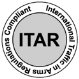 International Traffic in Arms Regulations Compliant
ITAR